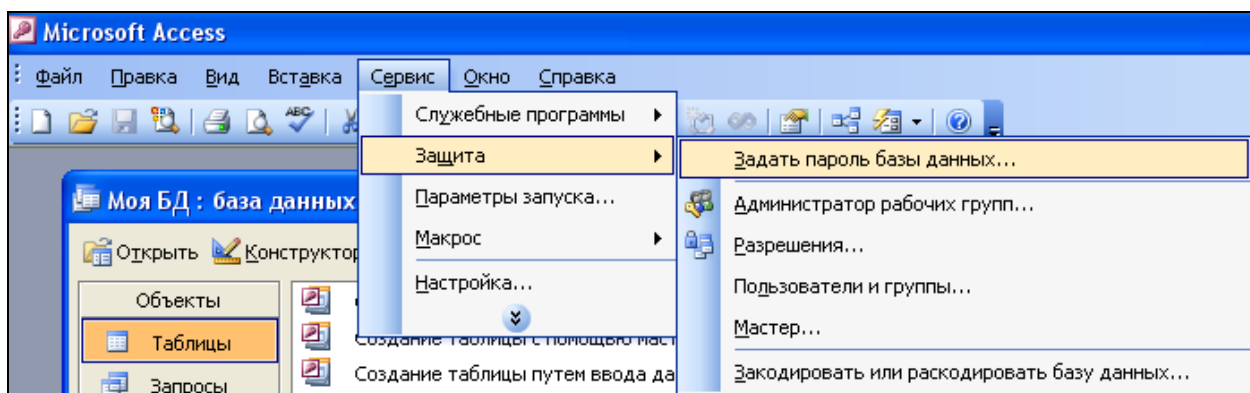 Microsoft Access
Файл Правка Вид Вставка Сервис Окно Справка
ABC
Служебные программы
Защита
Параметры запуска...
Макрос
Настройка...
Задать пароль базы данных...
Администратор рабочих групп...
Разрешения...
Пользователи и группы...
Мастер...
Закодировать или раскодировать базу данных...
Моя БД : база данных
Открыть Конструктор
Объекты
Таблицы
Запросы
Создание таблицы с помощью маст
Создание таблицы путем ввода да